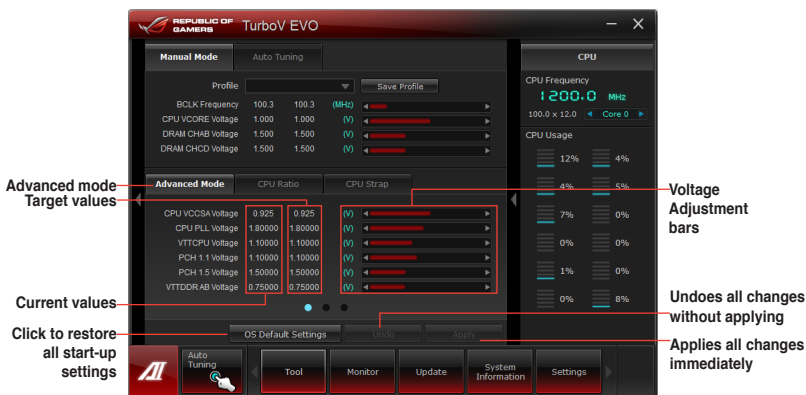 REPUBLIC OF
GAMERS
TurboV EVO
Manual Mode Auto Tuning
Profile Save Profile
BCLK Frequency 100.3 100.3 (MHz)
CPU VCORE Voltage 1.000 1.000 (V)
DRAM CHAB Voltage 1.500 1.500 (V)
DRAM CHCD Voltage 1.500 1.500 (V)
CPU
CPU Frequency
1200.0 MHz
100.0 x 12.0 Core 0
CPU Usage
12% 4%
4% 5%
7% 0%
0% 0%
1% 0%
0% 8%
Advanced mode
Target values
Advanced Mode CPU Ratio CPU Strap
CPU VCCSA Voltage 0.925 0.925 (V)
CPU PLL Voltage 1.80000 1.80000 (V)
VTTCPU Voltage 1.10000 1.10000 (V)
PCH 1.1 Voltage 1.10000 1.10000 (V)
PCH 1.5 Voltage 1.50000 1.50000 (V)
VTTDDR AB Voltage 0.75000 0.75000 (V)
Voltage
Adjustment
bars
Current values
Click to restore
all start-up
settings
OS Default Settings Undo Apply
Undoes all changes
without applying
Applies all changes
immediately
Auto
Tuning
Tool
Monitor
Update
System
Information
Settings